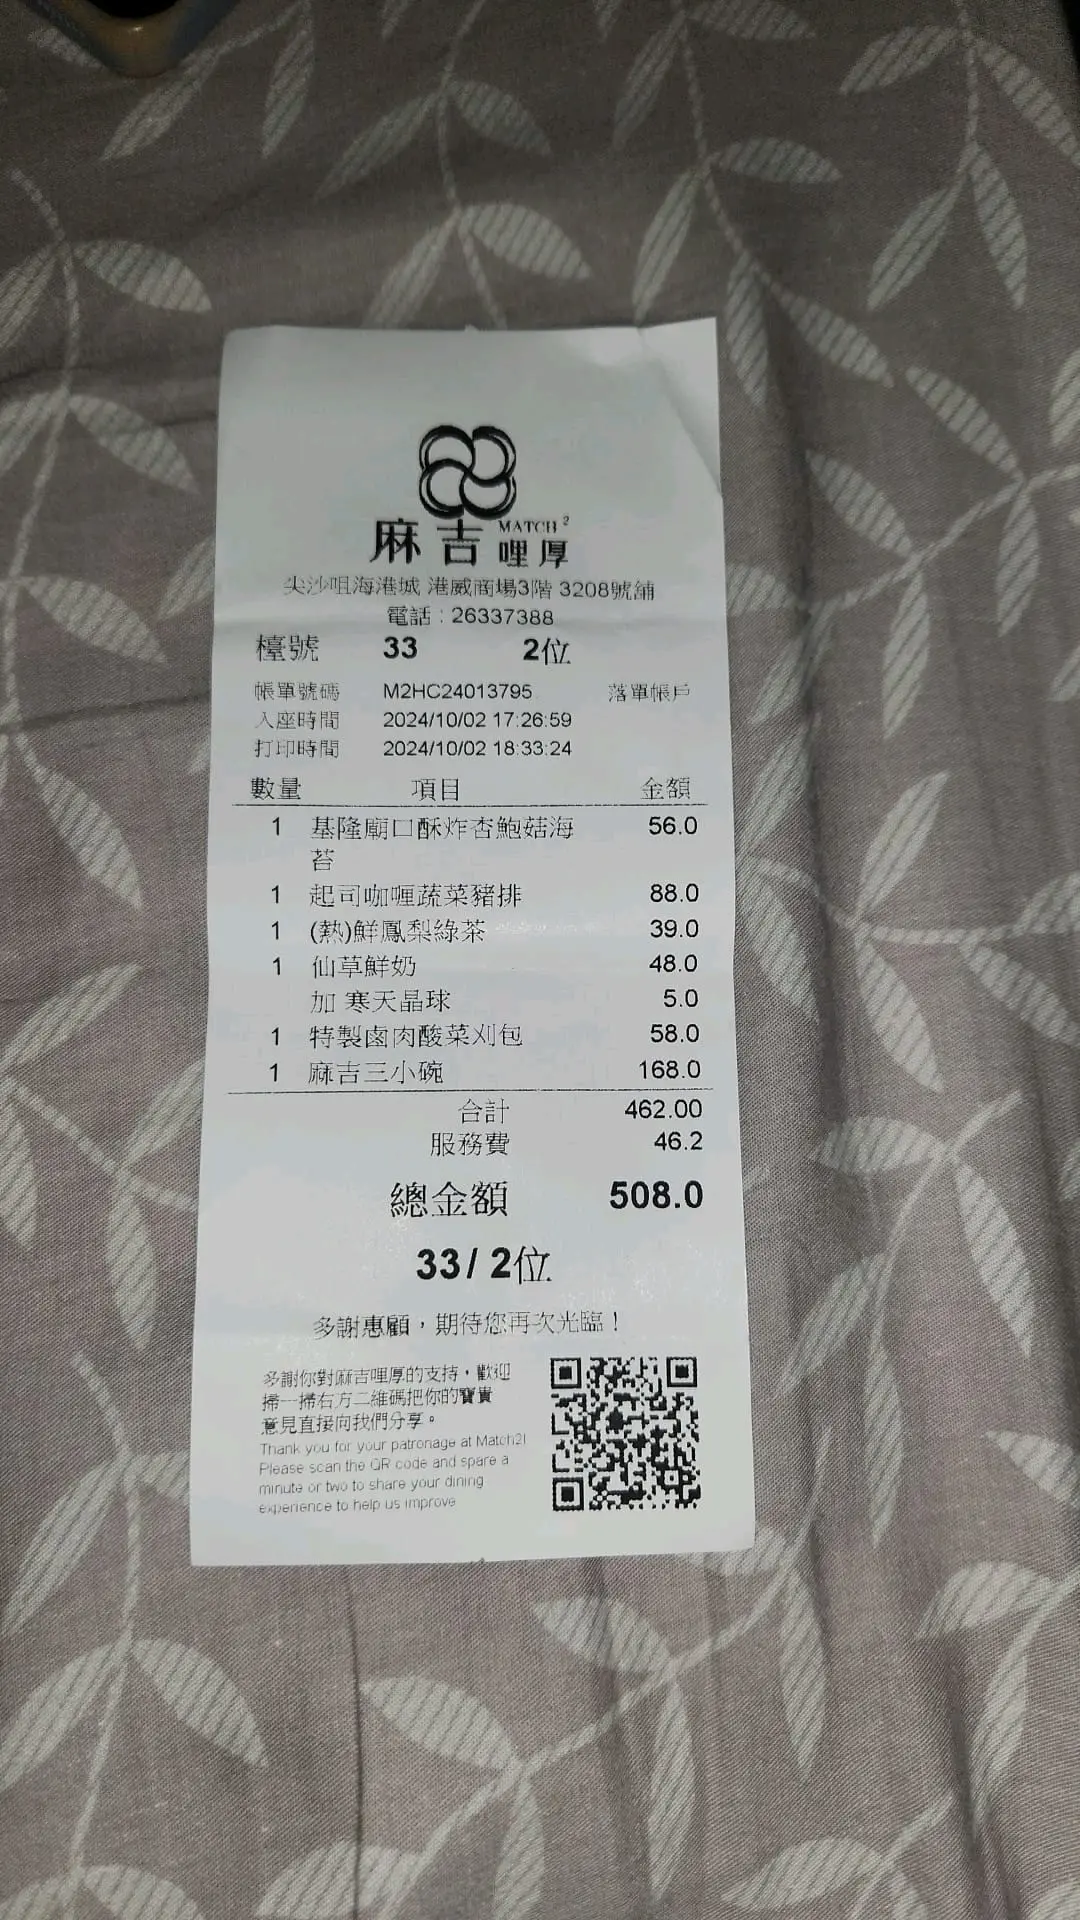 麻吉 MATCH²
哩厚
尖沙咀海港城 港威商場3階 3208號舖
電話：26337388
檯號 33 2位
帳單號碼 M2HC24013795 落單帳戶
入座時間 2024/10/02 17:26:59
打印時間 2024/10/02 18:33:24
數量 項目 金額
1 基隆廟口酥炸杏鮑菇海 56.0
苔
1 起司咖喱蔬菜豬排 88.0
1 (熱)鮮鳳梨綠茶 39.0
1 仙草鮮奶 48.0
加 寒天晶球 5.0
1 特製鹵肉酸菜刈包 58.0
1 麻吉三小碗 168.0
合計 462.00
服務費 46.2
總金額 508.0
33/ 2位
多謝惠顧，期待您再次光臨！
多謝你對麻吉哩厚的支持，歡迎
掃一掃右方二維碼把你的寶貴
意見直接向我們分享。
Thank you for your patronage at Match2!
Please scan the QR code and spare a
minute or two to share your dining
experience to help us improve